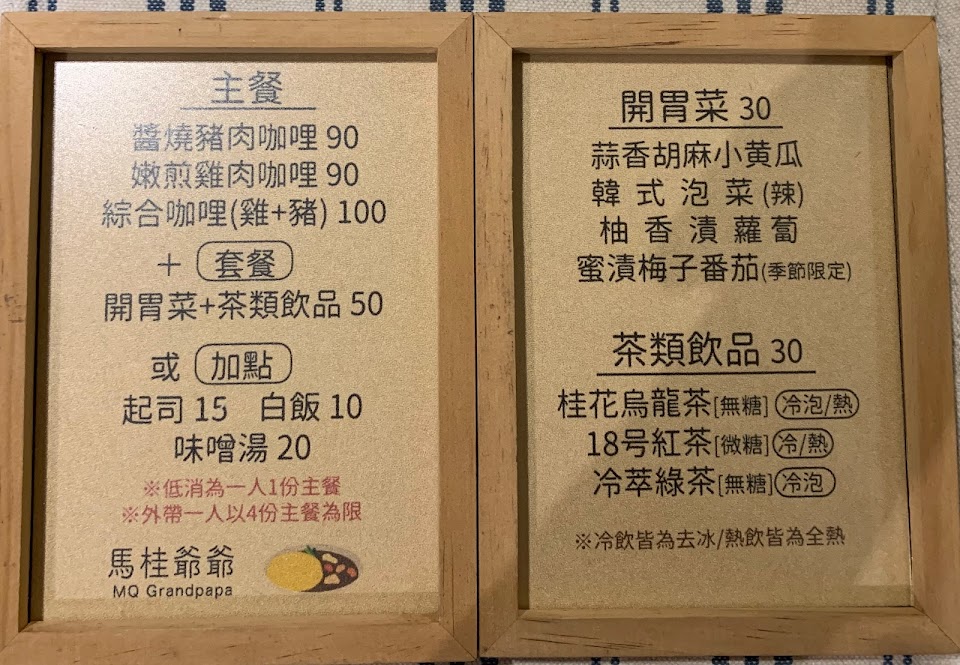 主餐
醬燒豬肉咖哩 90
嫩煎雞肉咖哩 90
綜合咖哩(雞+豬) 100
＋ 套餐
開胃菜+茶類飲品 50
或 加點
起司 15　白飯 10
味噌湯 20
※低消為一人1份主餐
※外帶一人以4份主餐為限
馬桂爺爺
MQ Grandpapa
開胃菜 30
蒜香胡麻小黃瓜
韓式泡菜(辣)
柚香漬蘿蔔
蜜漬梅子番茄(季節限定)
茶類飲品 30
桂花烏龍茶[無糖] 冷泡/熱
18号紅茶[微糖] 冷/熱
冷萃綠茶[無糖] 冷泡
※冷飲皆為去冰/熱飲皆為全熱